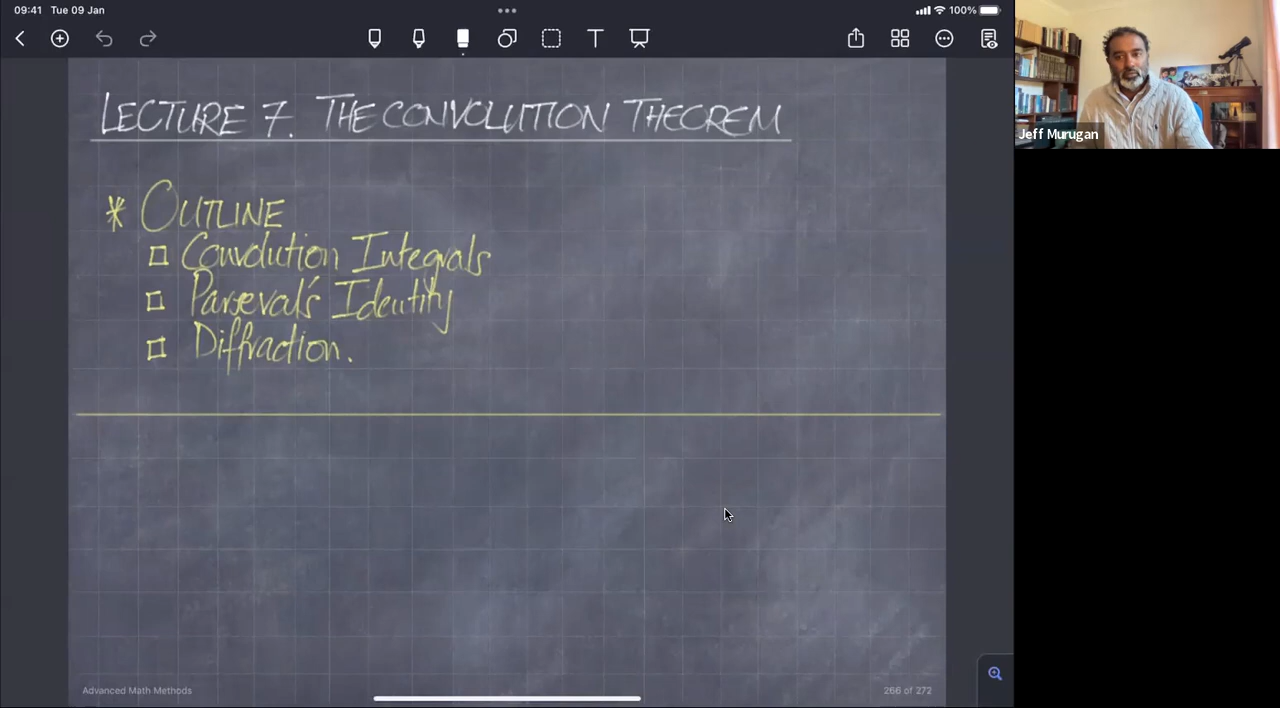 09:41 Tue 09 Jan
100%
T
Jeff Murugan
LECTURE 7. THE CONVOLUTION THEOREM
* OUTLINE
□ Convolution Integrals
□ Parseval's Identity
□ Diffraction.
Advanced Math Methods
266 of 272